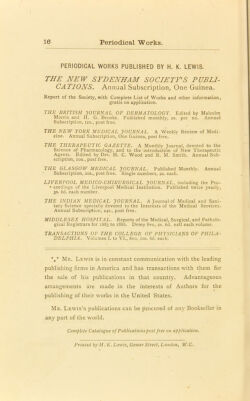 16 Periodical Works.
PERIODICAL WORKS PUBLISHED BY H. K. LEWIS.
THE NEW SYDENHAM SOCIETY'S PUBLI-
CATIONS. Annual Subscription, One Guinea.
Report of the Society, with Complete List of Works and other information,
gratis on application.
THE BRITISH JOURNAL OF DERMATOLOGY. Edited by Malcolm
Morris and H. G. Brooke. Published monthly, 1s. per no. Annual
Subscription, 12s., post free.
THE NEW YORK MEDICAL JOURNAL. A Weekly Review of Medi-
cine. Annual Subscription, One Guinea, post free.
THE THERAPEUTIC GAZETTE. A Monthly Journal, devoted to the
Science of Pharmacology, and to the introduction of New Therapeutic
Agents. Edited by Drs. H. C. Wood and R. M. Smith. Annual Sub-
scription, 10s., post free.
THE GLASGOW MEDICAL JOURNAL. Published Monthly. Annual
Subscription, 20s., post free. Single numbers, 2s. each.
LIVERPOOL MEDICO-CHIRURGICAL JOURNAL, including the Pro-
ceedings of the Liverpool Medical Institution. Published twice yearly,
3s. 6d. each number.
THE INDIAN MEDICAL JOURNAL. A Journal of Medical and Sani-
tary Science specially devoted to the Interests of the Medical Services.
Annual Subscription, 24s., post free.
MIDDLESEX HOSPITAL. Reports of the Medical, Surgical, and Patholo-
gical Registrars for 1883 to 1888. Demy 8vo, 2s. 6d. nett each volume.
TRANSACTIONS OF THE COLLEGE OF PHYSICIANS OF PHILA-
DELPHIA. Volumes I. to VI., 8vo, 10s. 6d. each.
*⁎* Mr. Lewis is in constant communication with the leading
publishing firms in America and has transactions with them for
the sale of his publications in that country. Advantageous
arrangements are made in the interests of Authors for the
publishing of their works in the United States.
Mr. Lewis's publications can be procured of any Bookseller in
any part of the world.
Complete Catalogue of Publications post free on application.
Printed by H. K. Lewis, Gower Street, London, W.C.